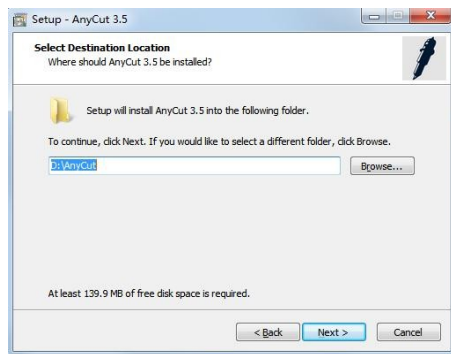 Setup - AnyCut 3.5
Select Destination Location
Where should AnyCut 3.5 be installed?
Setup will install AnyCut 3.5 into the following folder.
To continue, click Next. If you would like to select a different folder, click Browse.
D:\AnyCut
Browse...
At least 139.9 MB of free disk space is required.
< Back Next > Cancel